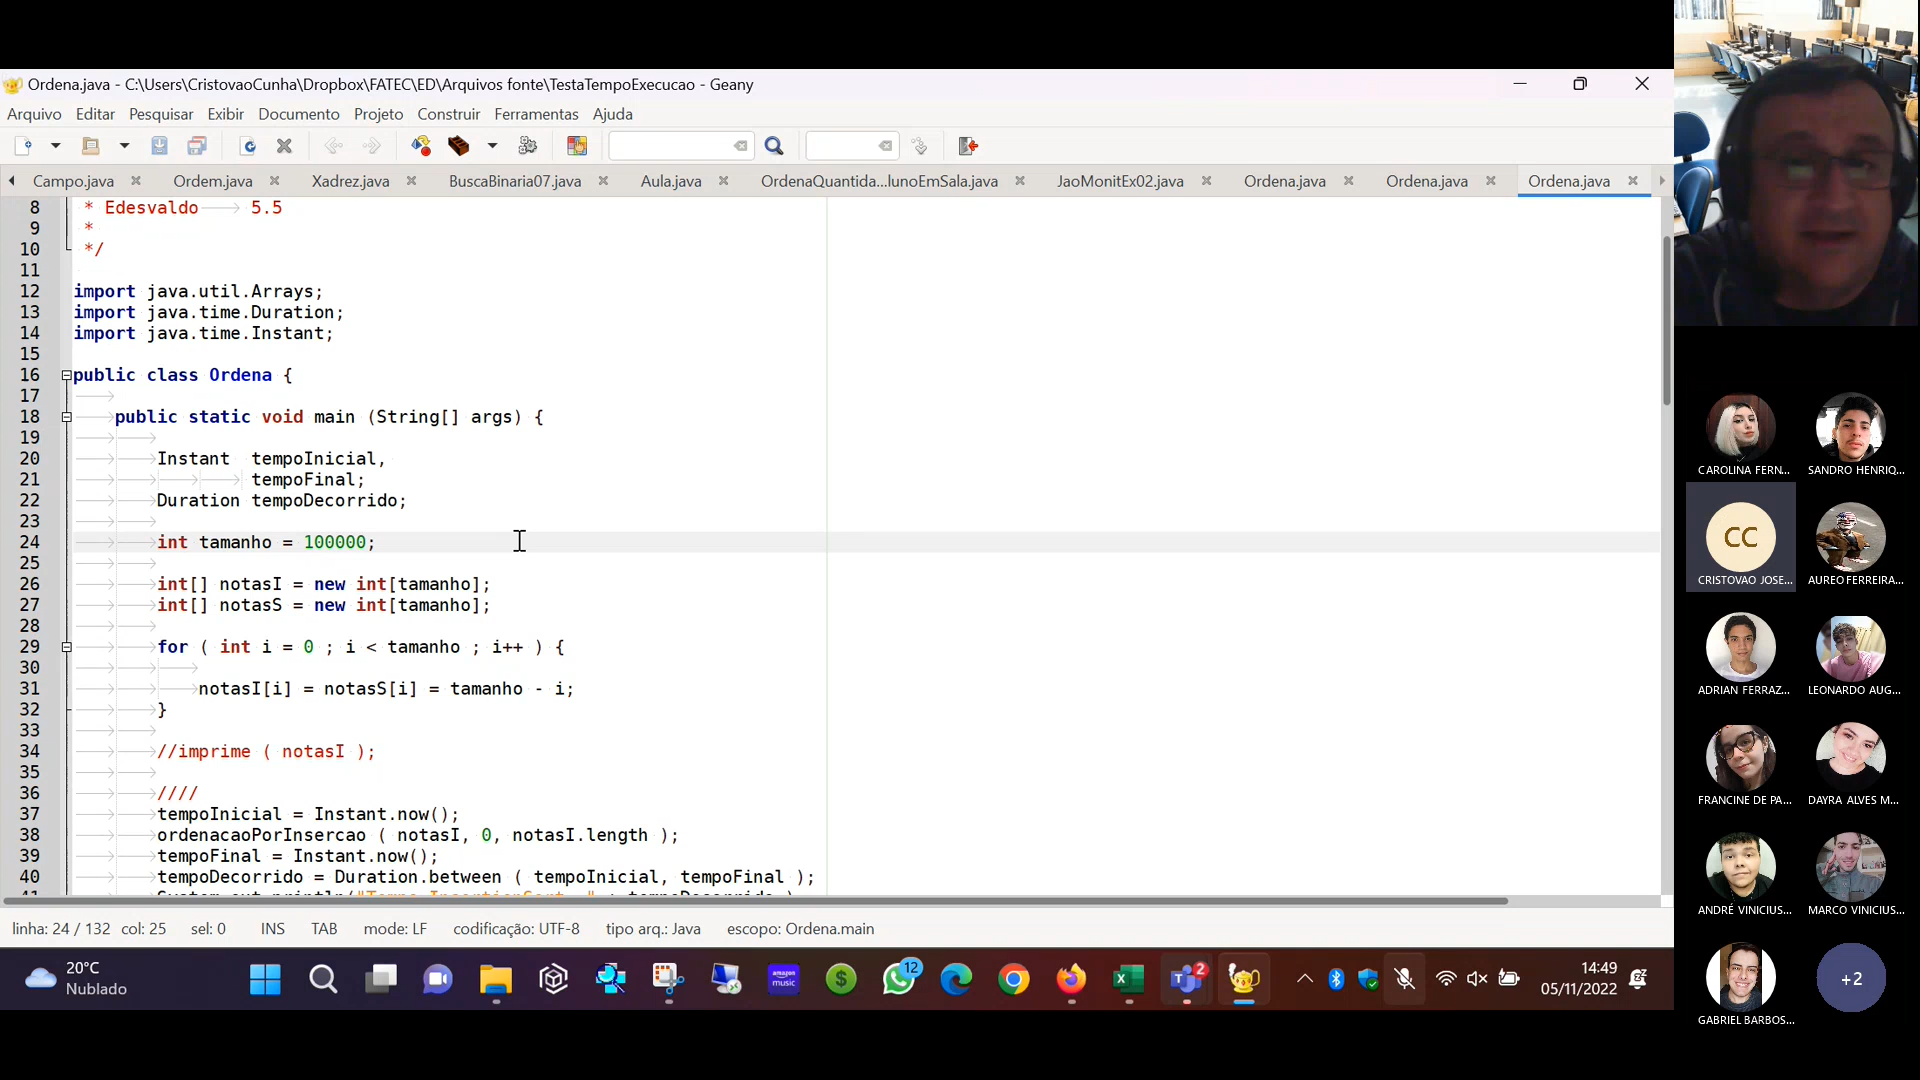 Ordena.java - C:\Users\CristovaoCunha\Dropbox\FATEC\ED\Arquivos fonte\TestaTempoExecucao - Geany
Arquivo Editar Pesquisar Exibir Documento Projeto Construir Ferramentas Ajuda
Campo.java Ordem.java Xadrez.java BuscaBinaria07.java Aula.java OrdenaQuantida...lunoEmSala.java JaoMonitEx02.java Ordena.java Ordena.java Ordena.java
8 * Edesvaldo 5.5
9 *
10 */
11
12 import java.util.Arrays;
13 import java.time.Duration;
14 import java.time.Instant;
15
16 public class Ordena {
17
18 public static void main (String[] args) {
19
20 Instant tempoInicial,
21 tempoFinal;
22 Duration tempoDecorrido;
23
24 int tamanho = 100000;
25
26 int[] notasI = new int[tamanho];
27 int[] notasS = new int[tamanho];
28
29 for ( int i = 0 ; i < tamanho ; i++ ) {
30
31 notasI[i] = notasS[i] = tamanho - i;
32 }
33
34 //imprime ( notasI );
35
36 ////
37 tempoInicial = Instant.now();
38 ordenacaoPorInsercao ( notasI, 0, notasI.length );
39 tempoFinal = Instant.now();
40 tempoDecorrido = Duration.between ( tempoInicial, tempoFinal );
linha: 24 / 132 col: 25 sel: 0 INS TAB mode: LF codificação: UTF-8 tipo arq.: Java escopo: Ordena.main
20°C
Nublado
amazon music
$
12
2
14:49
05/11/2022
CAROLINA FERN... SANDRO HENRIQ...
CC
CRISTOVAO JOSE... AUREO FERREIRA...
ADRIAN FERRAZ... LEONARDO AUG...
FRANCINE DE PA... DAYRA ALVES M...
ANDRÉ VINICIUS... MARCO VINICIUS...
+2
GABRIEL BARBOS...